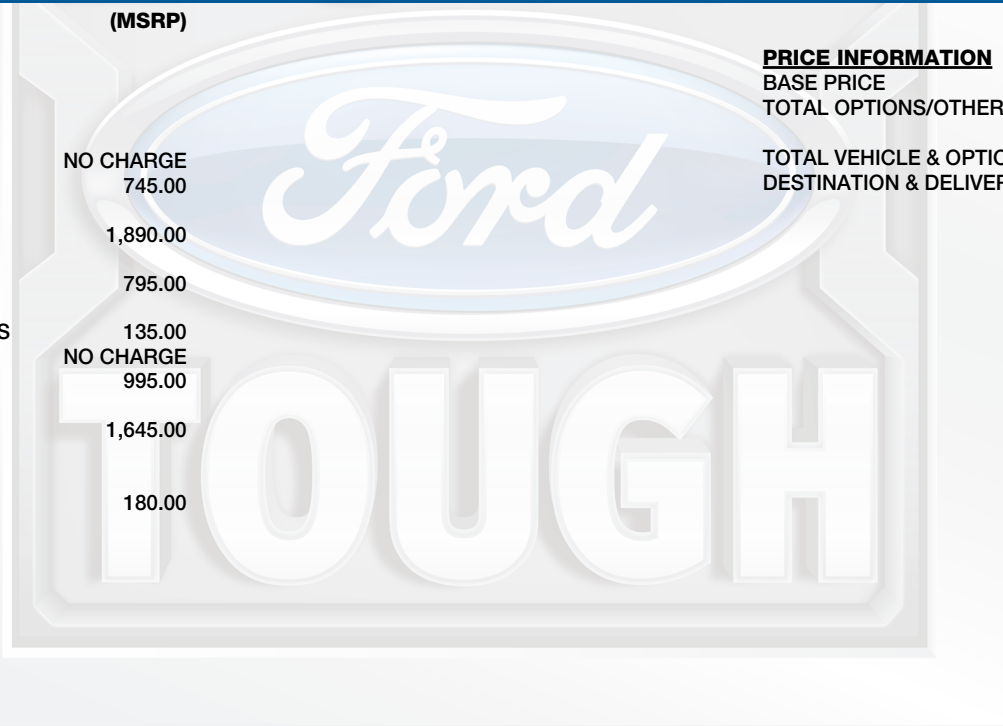 (MSRP)
NO CHARGE
745.00
1,890.00
795.00
S 135.00
NO CHARGE
995.00
1,645.00
180.00
PRICE INFORMATION
BASE PRICE
TOTAL OPTIONS/OTHER
TOTAL VEHICLE & OPTIO
DESTINATION & DELIVER
Ford
TOUGH